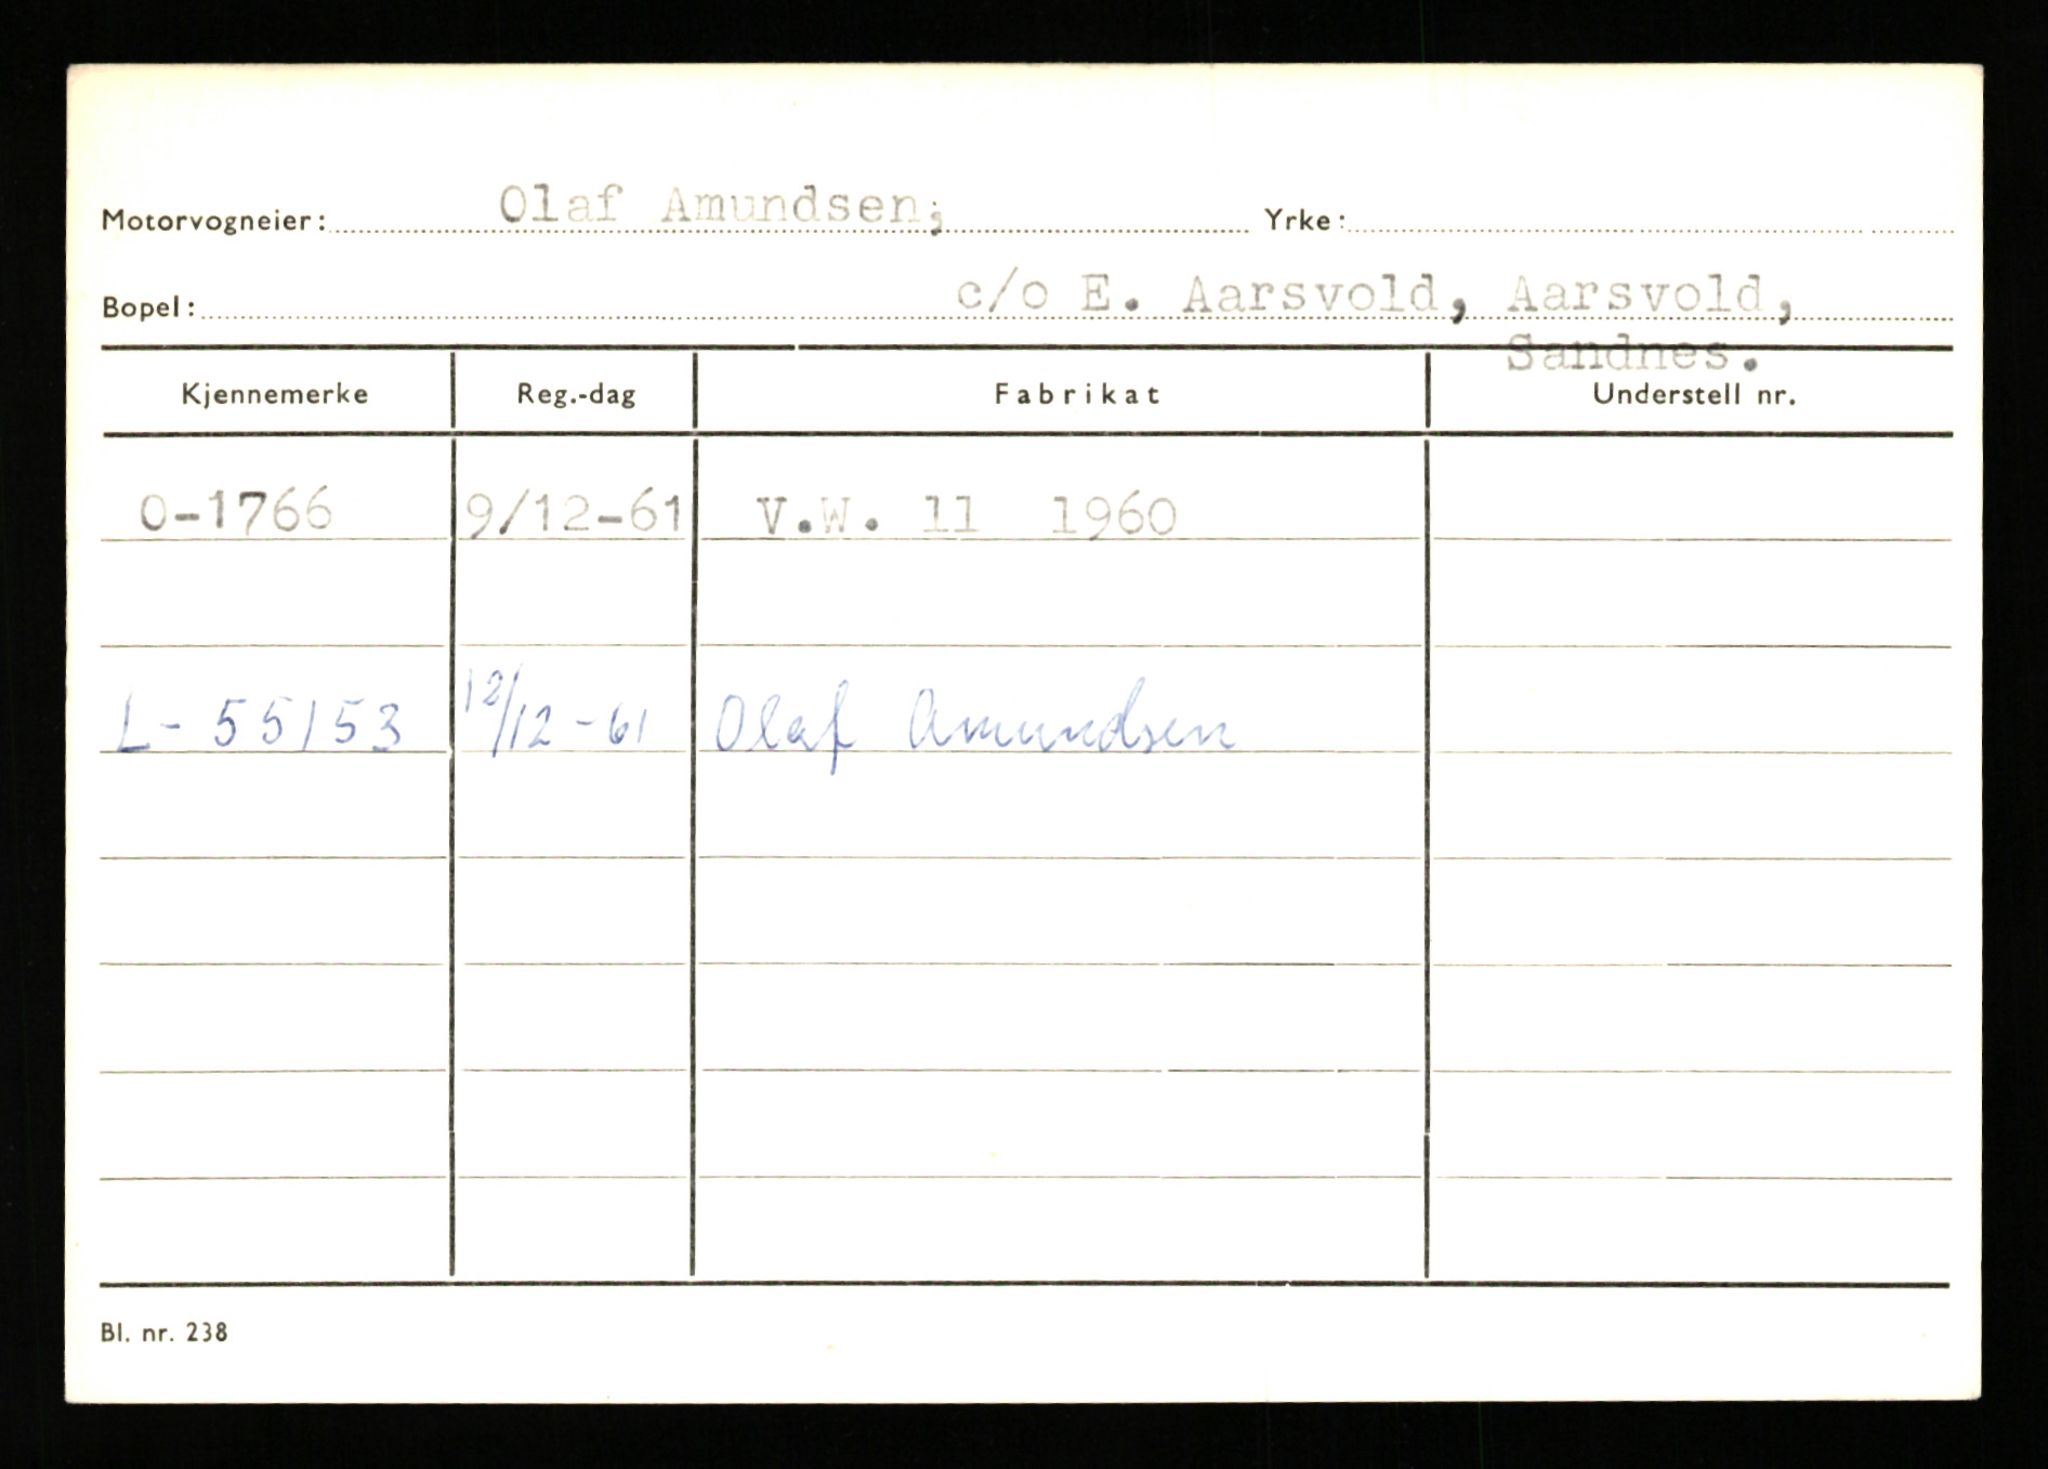 Motorvogneier: Olaf Amundsen; Yrke:
Bopel: c/o E. Aarsvold, Aarsvold,
Sandnes.
Kjennemerke Reg.-dag Fabrikat Understell nr.
O-1766 9/12-61 V.W. 11 1960
L-55153 12/12-61 Olaf Amundsen
Bl. nr. 238